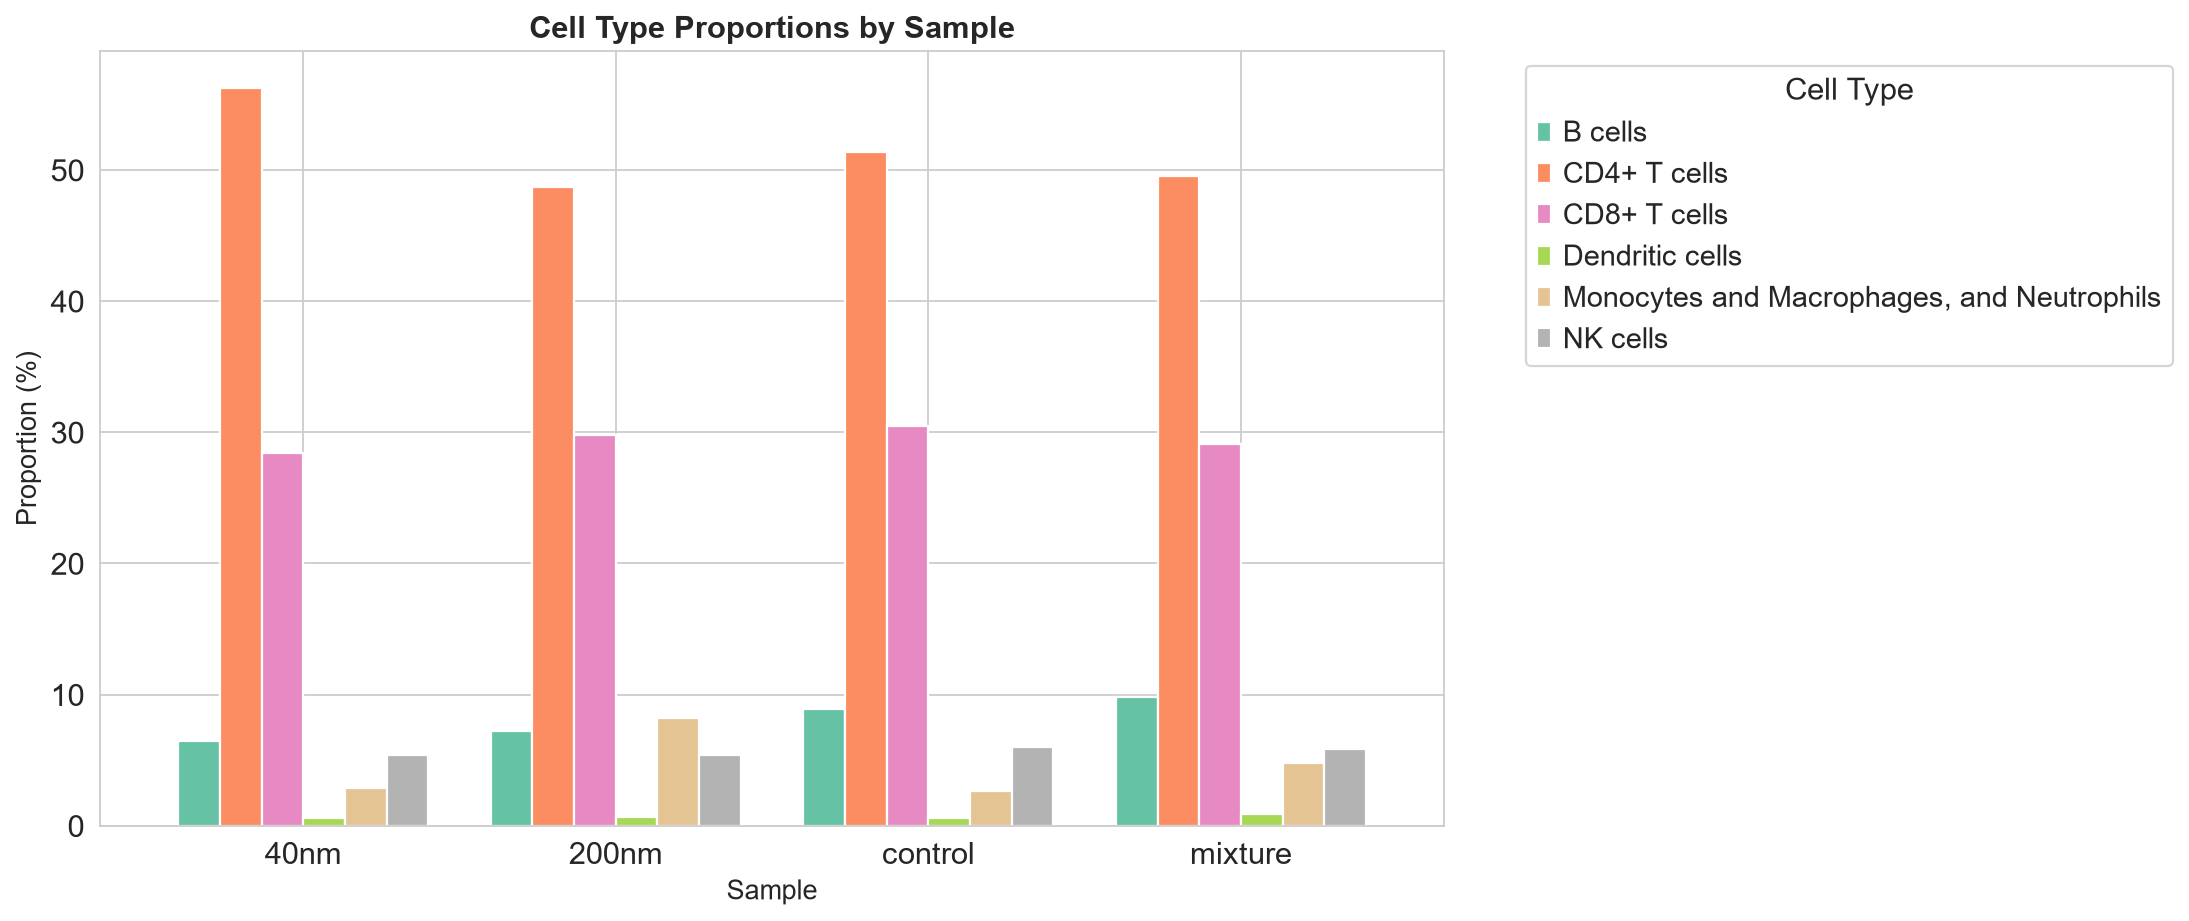 Cell Type Proportions by Sample
Proportion (%)
50
40
30
20
10
0
40nm
200nm
control
mixture
Sample
Cell Type
B cells
CD4+ T cells
CD8+ T cells
Dendritic cells
Monocytes and Macrophages, and Neutrophils
NK cells